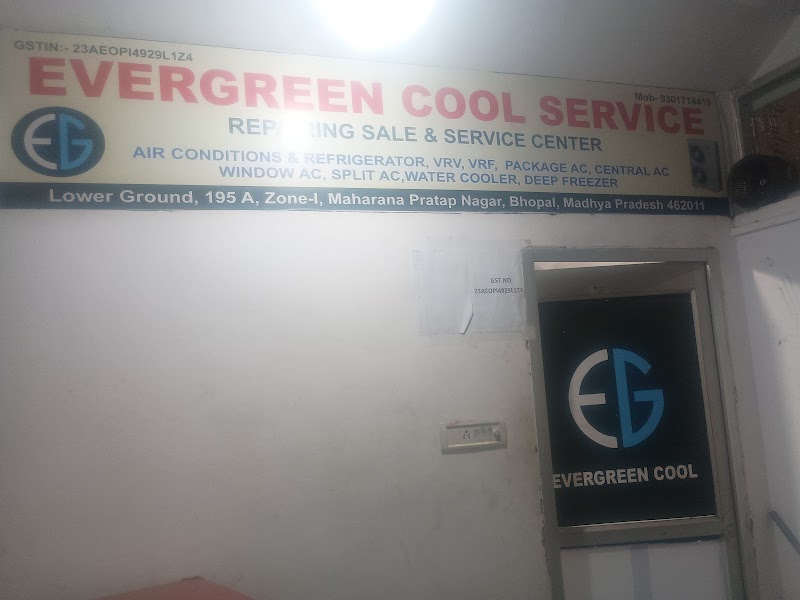 GSTIN:- 23AEOPI4929L1Z4
EVERGREEN COOL SERVICE
Mob- 9301714419
EG
REPAIRING SALE & SERVICE CENTER
AIR CONDITIONS & REFRIGERATOR, VRV, VRF, PACKAGE AC, CENTRAL AC
WINDOW AC, SPLIT AC,WATER COOLER, DEEP FREEZER
Lower Ground, 195 A, Zone-I, Maharana Pratap Nagar, Bhopal, Madhya Pradesh 462011
GST NO.
23AEOPI4929L1Z4
EG
EVERGREEN COOL